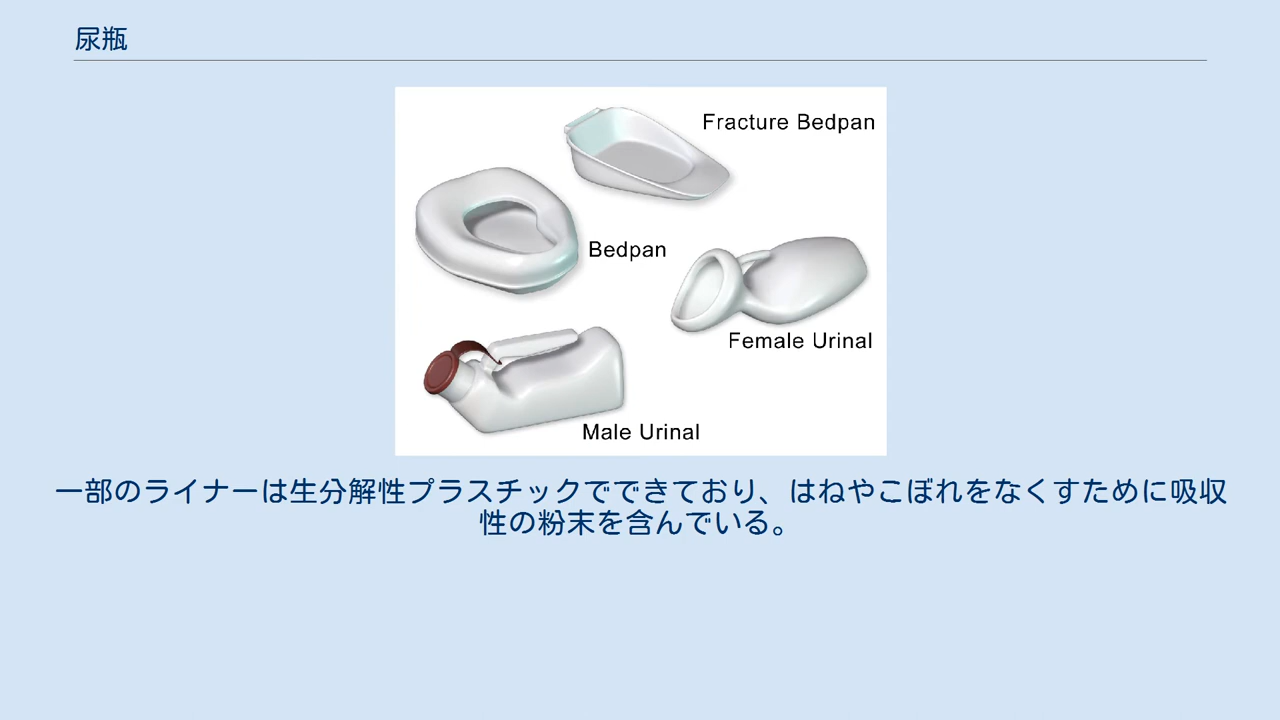 尿瓶
Fracture Bedpan
Bedpan
Female Urinal
Male Urinal
一部のライナーは生分解性プラスチックでできており、はねやこぼれをなくすために吸収
性の粉末を含んでいる。